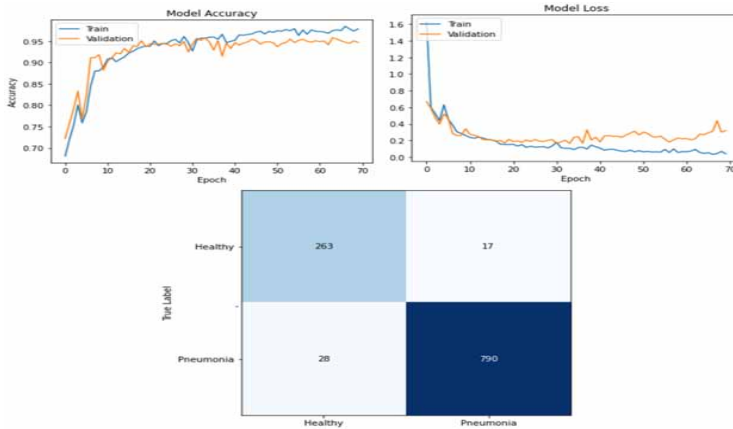 Model Accuracy
Train
Validation
0.95
0.90
0.85
0.80
0.75
0.70
Accuracy
0 10 20 30 40 50 60 70
Epoch
Model Loss
Train
Validation
1.6
1.4
1.2
1.0
0.8
0.6
0.4
0.2
0.0
0 10 20 30 40 50 60 70
Epoch
Healthy
263
17
True Label
Pneumonia
28
790
Healthy
Pneumonia